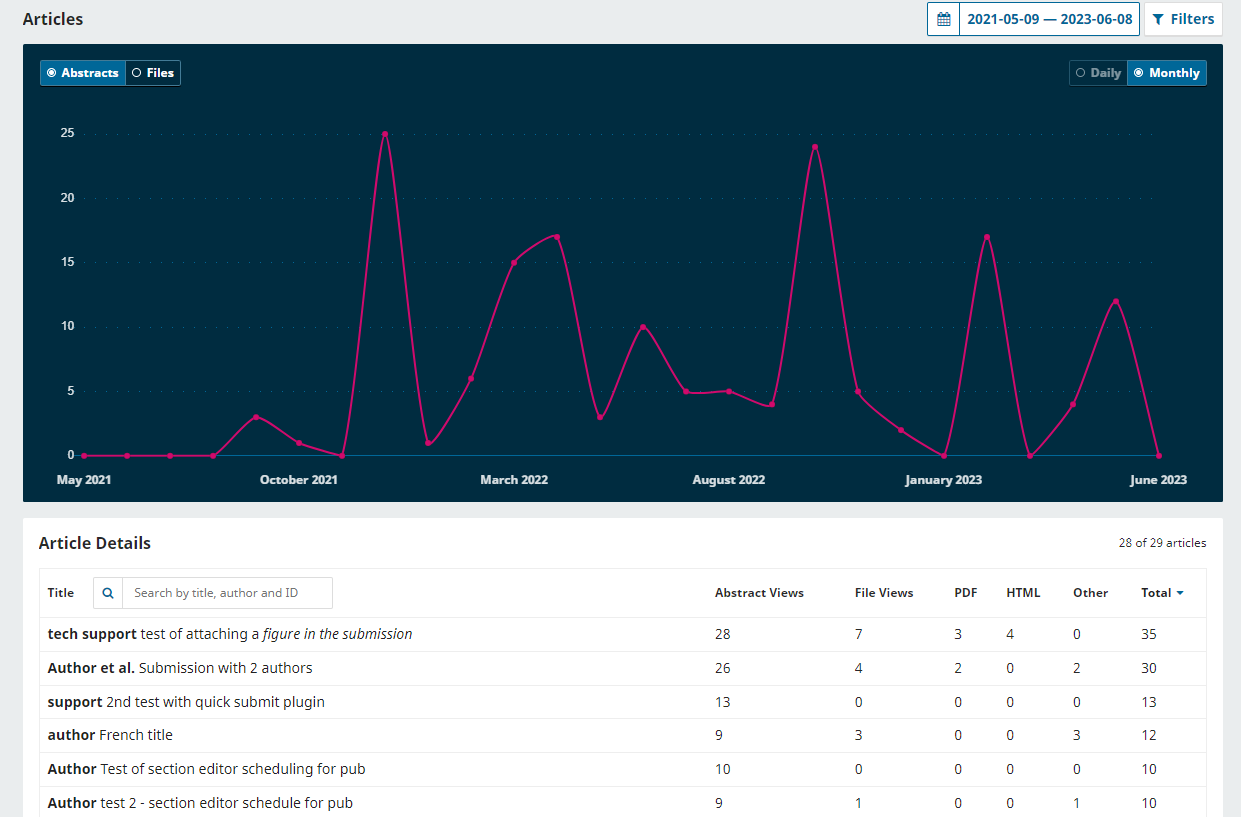 Articles
2021-05-09 — 2023-06-08
Filters
Abstracts
Files
Daily
Monthly
25
20
15
10
5
0
May 2021
October 2021
March 2022
August 2022
January 2023
June 2023
Article Details
28 of 29 articles
Title Search by title, author and ID Abstract Views File Views PDF HTML Other Total
tech support test of attaching a figure in the submission 28 7 3 4 0 35
Author et al. Submission with 2 authors 26 4 2 0 2 30
support 2nd test with quick submit plugin 13 0 0 0 0 13
author French title 9 3 0 0 3 12
Author Test of section editor scheduling for pub 10 0 0 0 0 10
Author test 2 - section editor schedule for pub 9 1 0 0 1 10